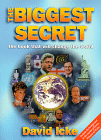 THE BIGGEST
SECRET
The book that will change the world
David Icke